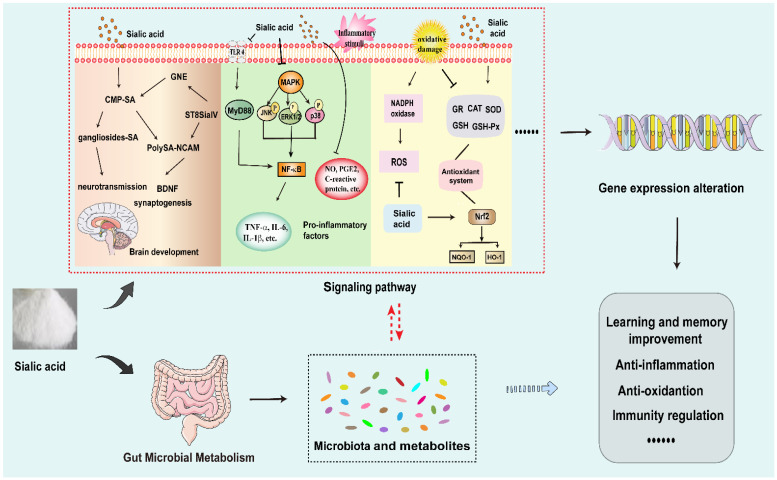 Sialic acid
GNE
CMP-SA
ST8SialV
gangliosides-SA
PolySA-NCAM
neurotransmission
BDNF
synaptogenesis
Brain development
Sialic acid
Inflammatory
stimuli
TLR 4
MAPK
MyD88
JNK
P
ERK1/2
P
p38
P
NF-κB
NO, PGE2,
C-reactive
protein, etc.
TNF-α, IL-6,
IL-1β, etc.
Pro-inflammatory
factors
oxidative
damage
Sialic
acid
NADPH
oxidase
GR CAT SOD
GSH GSH-Px
ROS
Antioxidant
system
Sialic
acid
Nrf2
NQO-1
HO-1
......
Gene expression alteration
Signaling pathway
Sialic acid
Gut Microbial Metabolism
Microbiota and metabolites
Learning and memory
improvement
Anti-inflammation
Anti-oxidantion
Immunity regulation
......